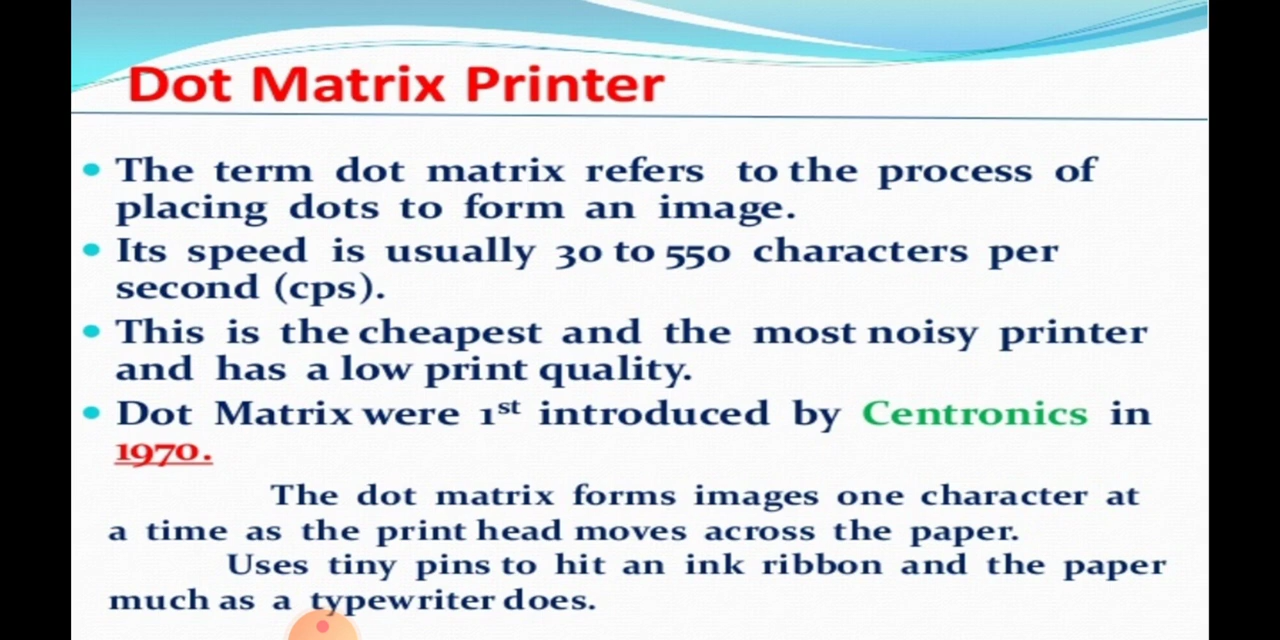 Dot Matrix Printer
• The term dot matrix refers to the process of
placing dots to form an image.
• Its speed is usually 30 to 550 characters per
second (cps).
• This is the cheapest and the most noisy printer
and has a low print quality.
• Dot Matrix were 1st introduced by Centronics in
1970.
The dot matrix forms images one character at
a time as the print head moves across the paper.
Uses tiny pins to hit an ink ribbon and the paper
much as a typewriter does.